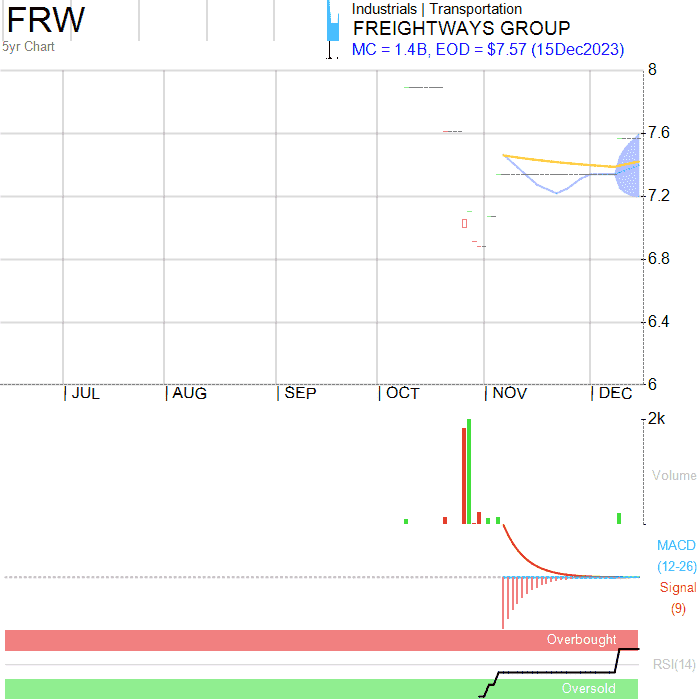 FRW
5yr Chart
Industrials | Transportation
FREIGHTWAYS GROUP
MC = 1.4B, EOD = $7.57 (15Dec2023)
8
7.6
7.2
6.8
6.4
6
| JUL | AUG | SEP | OCT | NOV | DEC
2k
Volume
MACD
(12-26)
Signal
(9)
Overbought
RSI(14)
Oversold